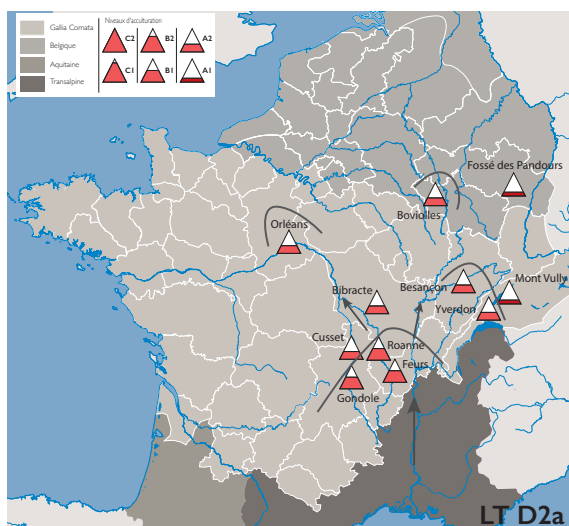 Gallia Comata
Belgique
Aquitaine
Transalpine
Niveaux d'acculturation
C2 B2 A2
C1 B1 A1
Fossé des Pandours
Boviolles
Orléans
Besançon
Mont Vully
Bibracte
Yverdon
Cusset
Roanne
Feurs
Gondole
LT D2a